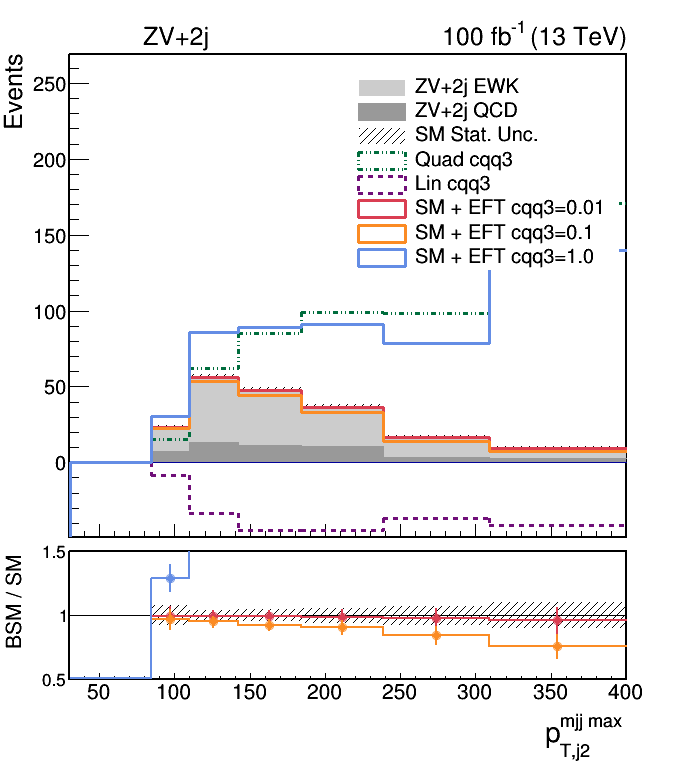 ZV+2j 100 fb-1 (13 TeV)
Events
250
200
150
100
50
0
ZV+2j EWK
ZV+2j QCD
SM Stat. Unc.
Quad cqq3
Lin cqq3
SM + EFT cqq3=0.01
SM + EFT cqq3=0.1
SM + EFT cqq3=1.0
BSM / SM
1.5
1
0.5
50 100 150 200 250 300 350 400
p T,j2 mjj max